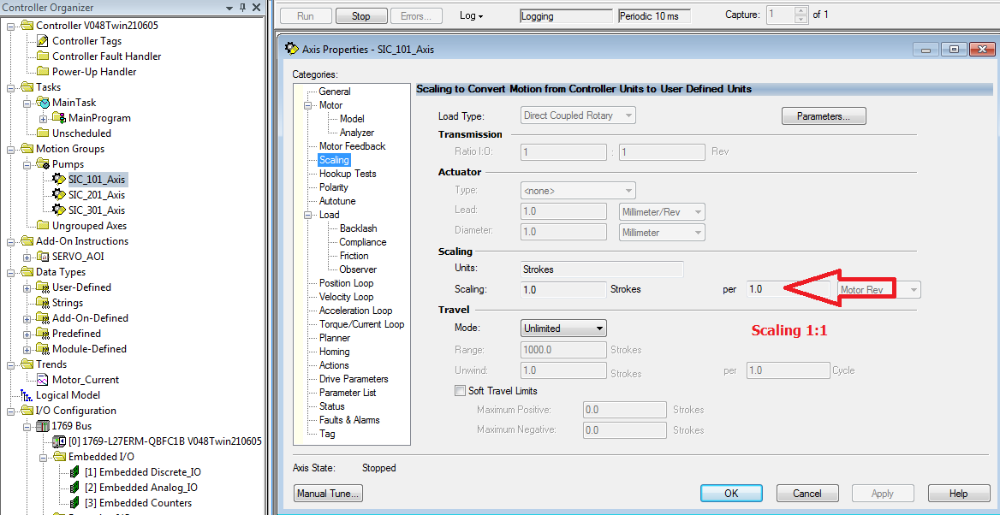 Controller Organizer
Controller V048Twin210605
Controller Tags
Controller Fault Handler
Power-Up Handler
Tasks
MainTask
MainProgram
Unscheduled
Motion Groups
Pumps
SIC_101_Axis
SIC_201_Axis
SIC_301_Axis
Ungrouped Axes
Add-On Instructions
SERVO_AOI
Data Types
User-Defined
Strings
Add-On-Defined
Predefined
Module-Defined
Trends
Motor_Current
Logical Model
I/O Configuration
1769 Bus
[0] 1769-L27ERM-QBFC1B V048Twin210605
Embedded I/O
[1] Embedded Discrete_IO
[2] Embedded Analog_IO
[3] Embedded Counters
Run Stop Errors... Log Logging Periodic 10 ms Capture: 1 of 1
Axis Properties - SIC_101_Axis
Categories:
General
Motor
Model
Analyzer
Motor Feedback
Scaling
Hookup Tests
Polarity
Autotune
Load
Backlash
Compliance
Friction
Observer
Position Loop
Velocity Loop
Acceleration Loop
Torque/Current Loop
Planner
Homing
Actions
Drive Parameters
Parameter List
Status
Faults & Alarms
Tag
Scaling to Convert Motion from Controller Units to User Defined Units
Load Type: Direct Coupled Rotary Parameters...
Transmission
Ratio I:O: 1 : 1 Rev
Actuator
Type: <none>
Lead: 1.0 Millimeter/Rev
Diameter: 1.0 Millimeter
Scaling
Units: Strokes
Scaling: 1.0 Strokes per 1.0 Motor Rev
Travel
Mode: Unlimited
Scaling 1:1
Range: 1000.0 Strokes
Unwind: 1.0 Strokes per 1.0 Cycle
Soft Travel Limits
Maximum Positive: 0.0 Strokes
Maximum Negative: 0.0 Strokes
Axis State: Stopped
Manual Tune... OK Cancel Apply Help